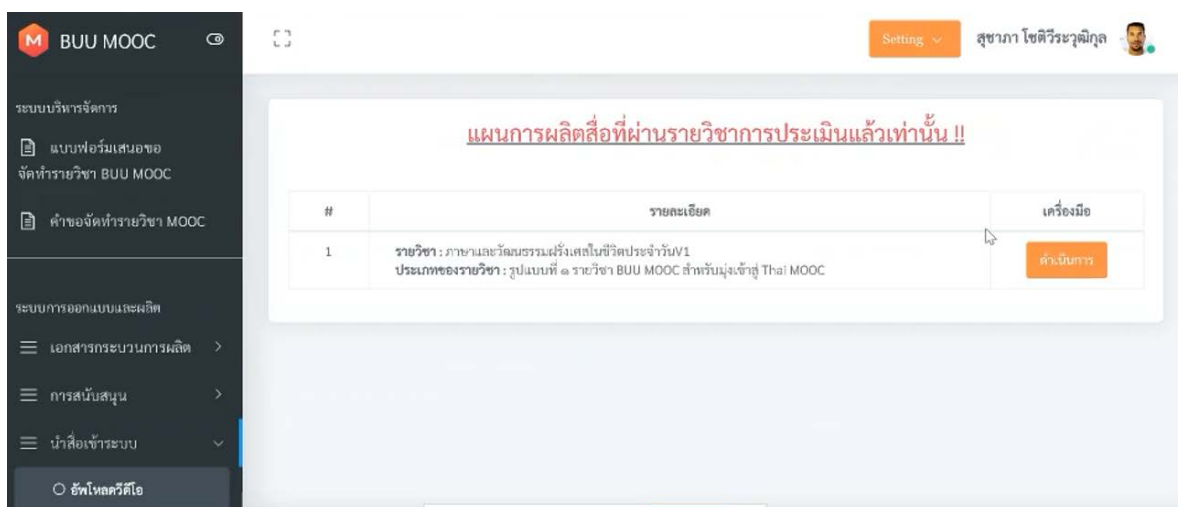 BUU MOOC
Setting
สุชาภา โชติวีระวุฒิกุล
ระบบบริหารจัดการ
แบบฟอร์มเสนอขอ
จัดทำรายวิชา BUU MOOC
คำขอจัดทำรายวิชา MOOC
ระบบการออกแบบและผลิต
เอกสารกระบวนการผลิต
การสนับสนุน
นำสื่อเข้าระบบ
อัพโหลดวีดีโอ
แผนการผลิตสื่อที่ผ่านรายวิชาการประเมินแล้วเท่านั้น !!
# รายละเอียด เครื่องมือ
1 รายวิชา : ภาษาและวัฒนธรรมฝรั่งเศสในชีวิตประจำวันV1 ดำเนินการ
ประเภทของรายวิชา : รูปแบบที่ ๑ รายวิชา BUU MOOC สำหรับมุ่งเข้าสู่ Thai MOOC